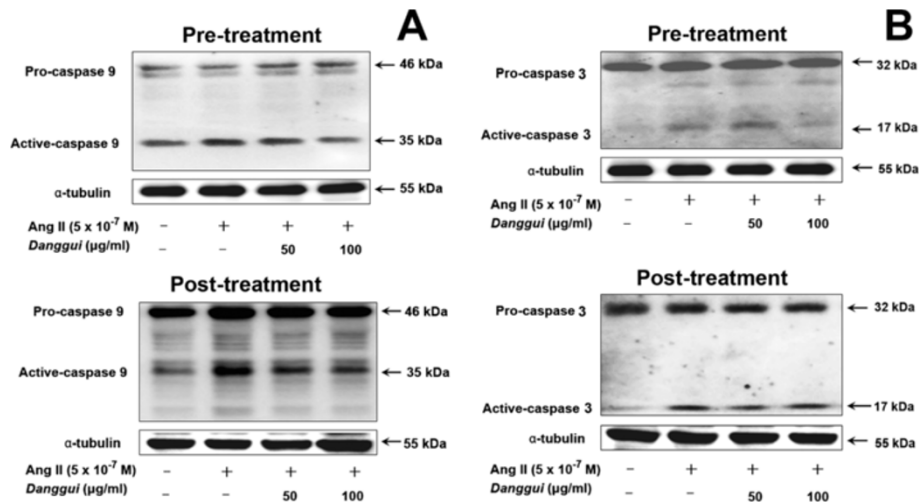 A
Pre-treatment
Pro-caspase 9
46 kDa
Active-caspase 9
35 kDa
α-tubulin
55 kDa
Ang II (5 x 10⁻⁷ M) − + + +
Danggui (µg/ml) − − 50 100
Post-treatment
Pro-caspase 9
46 kDa
Active-caspase 9
35 kDa
α-tubulin
55 kDa
Ang II (5 x 10⁻⁷ M) − + + +
Danggui (µg/ml) − − 50 100
B
Pre-treatment
Pro-caspase 3
32 kDa
Active-caspase 3
17 kDa
α-tubulin
55 kDa
Ang II (5 x 10⁻⁷ M) − + + +
Danggui (µg/ml) − − 50 100
Post-treatment
Pro-caspase 3
32 kDa
Active-caspase 3
17 kDa
α-tubulin
55 kDa
Ang II (5 x 10⁻⁷ M) − + + +
Danggui (µg/ml) − − 50 100